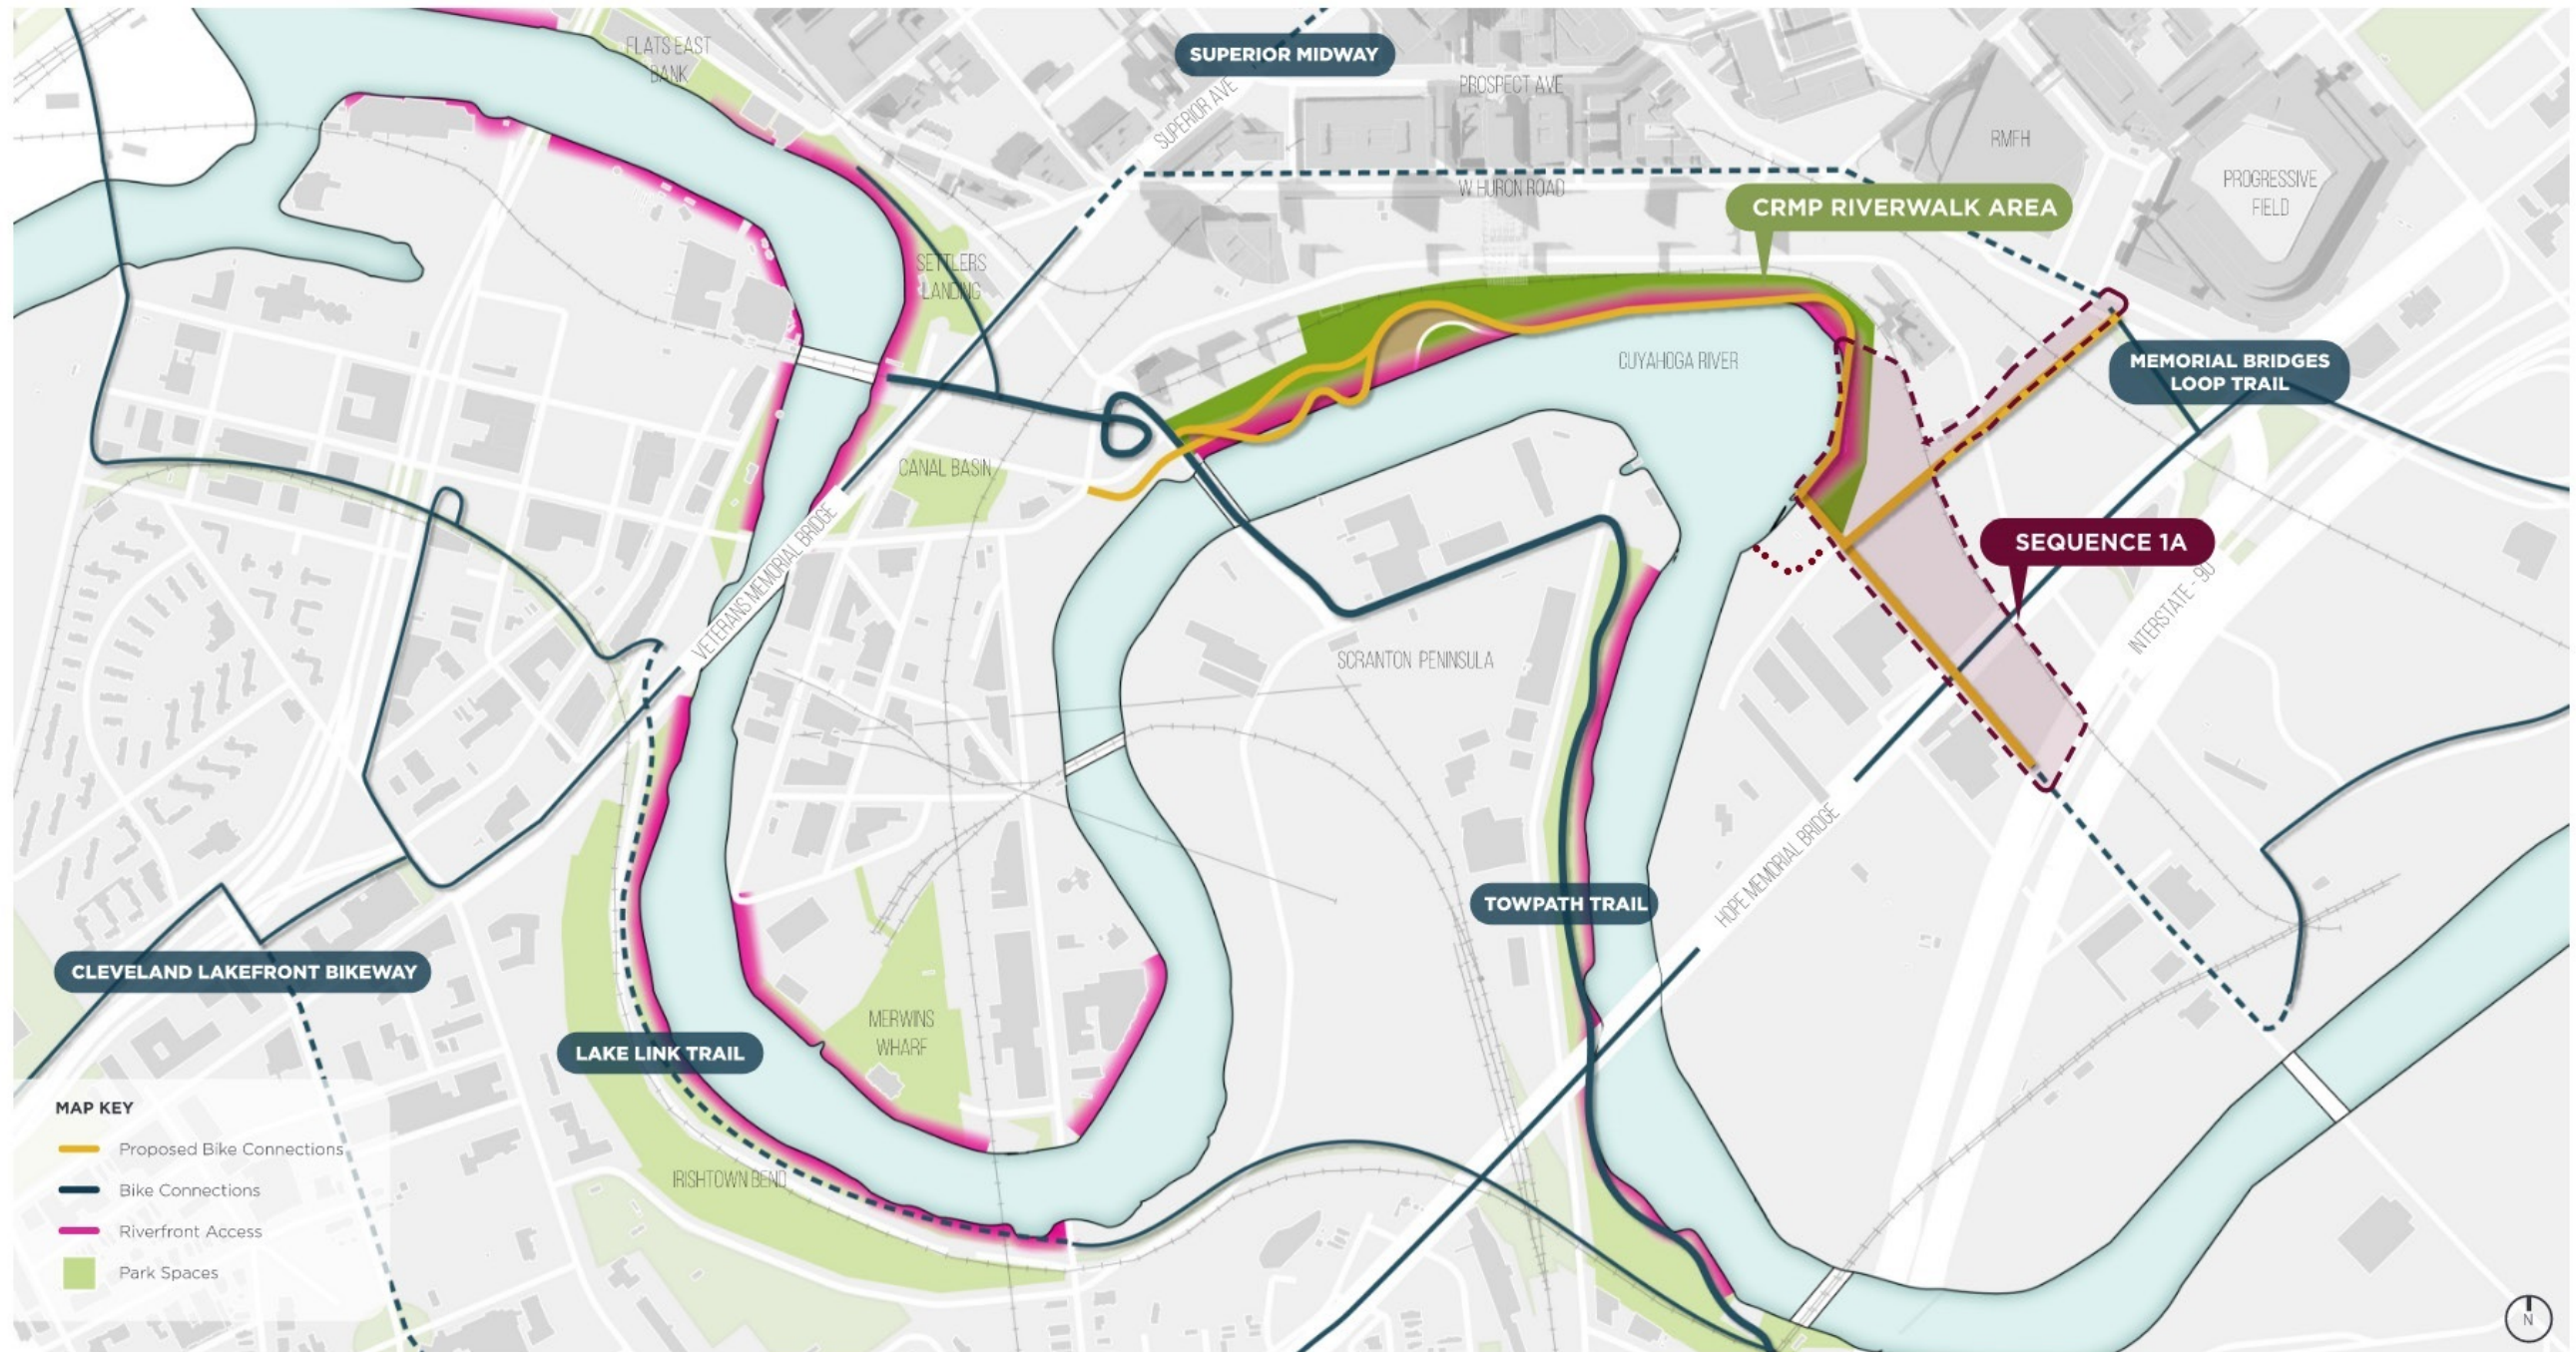 FLATS EAST
BANK
SUPERIOR MIDWAY
SUPERIOR AVE
PROSPECT AVE
RMFH
PROGRESSIVE
FIELD
W HURON ROAD
CRMP RIVERWALK AREA
SETTLERS
LANDING
CUYAHOGA RIVER
MEMORIAL BRIDGES
LOOP TRAIL
CANAL BASIN
VETERANS MEMORIAL BRIDGE
SEQUENCE 1A
INTERSTATE - 90
SCRANTON PENINSULA
HOPE MEMORIAL BRIDGE
TOWPATH TRAIL
CLEVELAND LAKEFRONT BIKEWAY
MERWINS
WHARF
LAKE LINK TRAIL
IRISHTOWN BEND
MAP KEY
Proposed Bike Connections
Bike Connections
Riverfront Access
Park Spaces
N